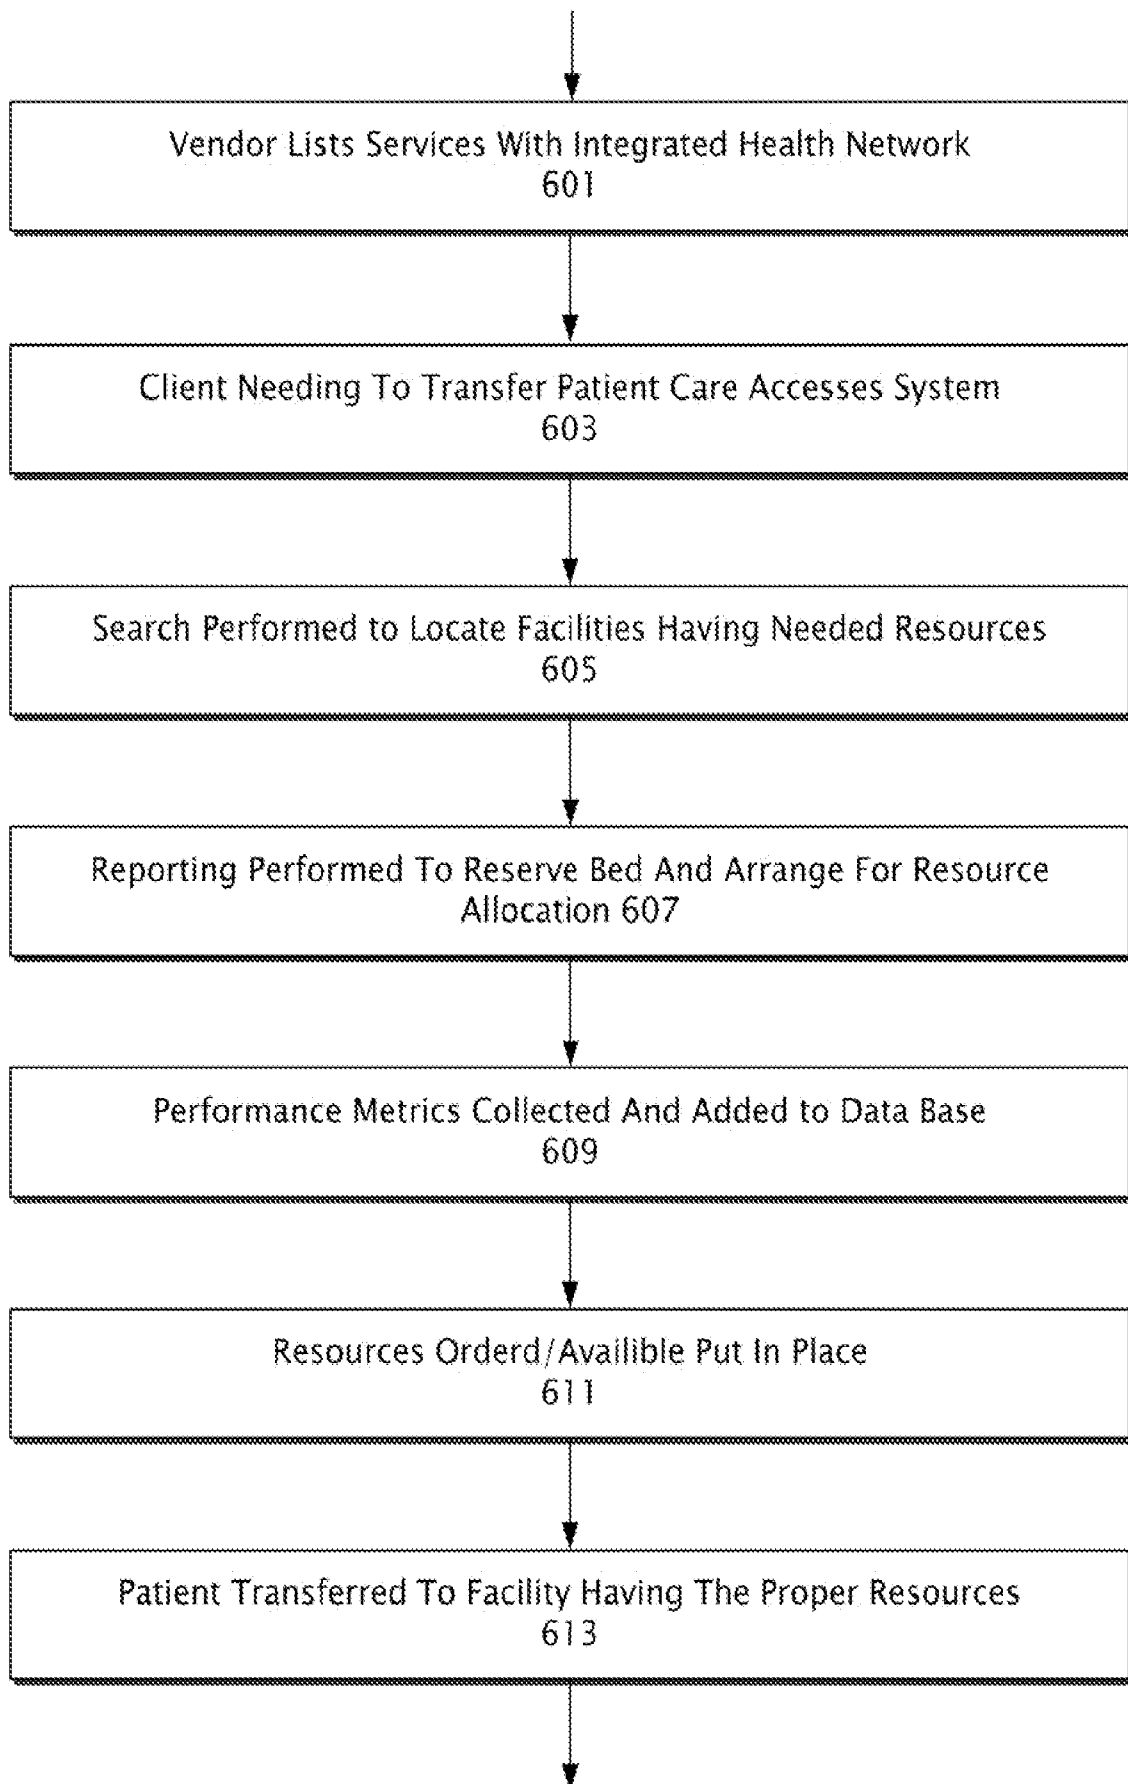 Vendor Lists Services With Integrated Health Network
601
Client Needing To Transfer Patient Care Accesses System
603
Search Performed to Locate Facilities Having Needed Resources
605
Reporting Performed To Reserve Bed And Arrange For Resource
Allocation 607
Performance Metrics Collected And Added to Data Base
609
Resources Orderd/Availible Put In Place
611
Patient Transferred To Facility Having The Proper Resources
613